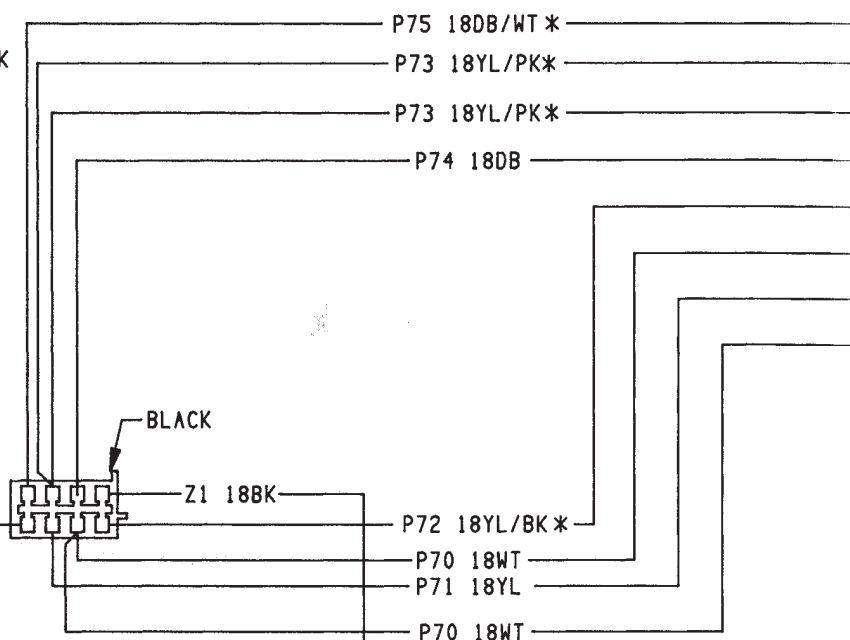 P75 18DB/WT*
K
P73 18YL/PK*
P73 18YL/PK*
P74 18DB
BLACK
Z1 18BK
P72 18YL/BK*
P70 18WT
P71 18YL
P70 18WT